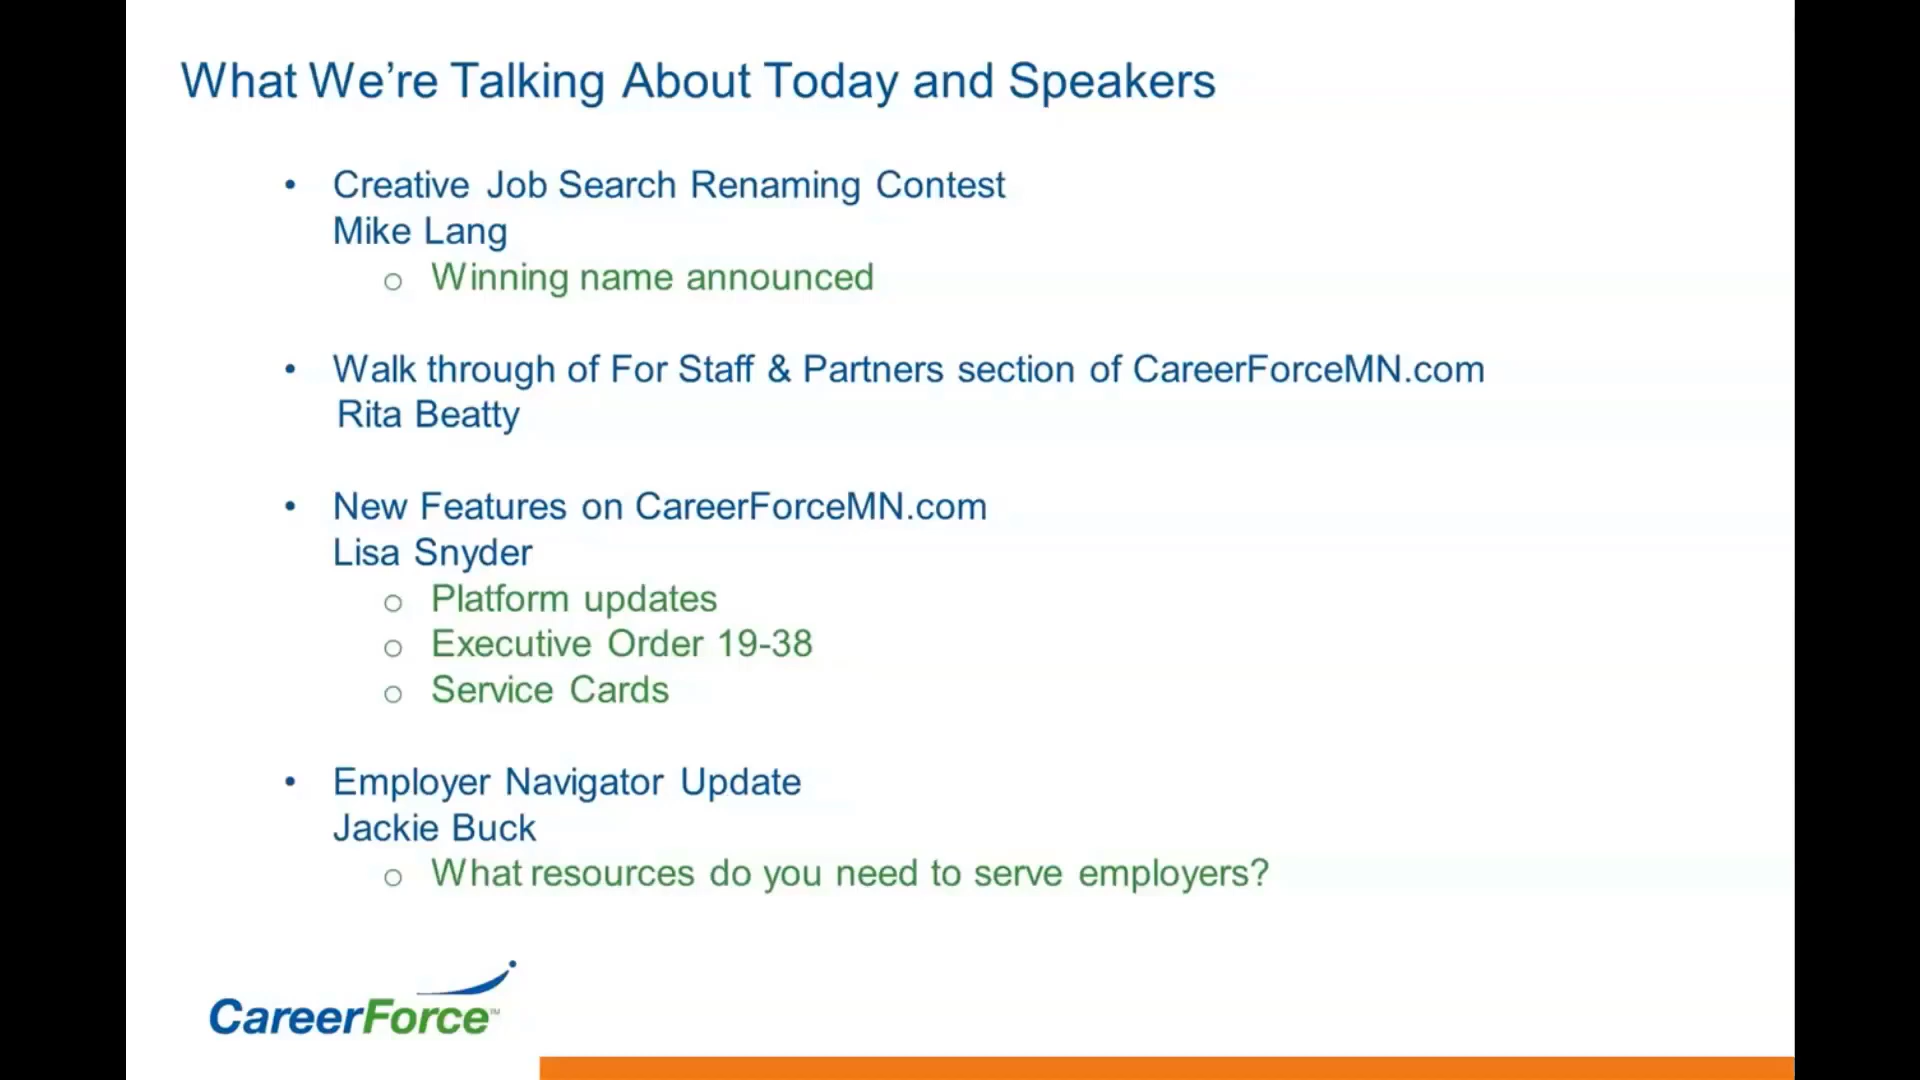 What We’re Talking About Today and Speakers
• Creative Job Search Renaming Contest
Mike Lang
o Winning name announced
• Walk through of For Staff & Partners section of CareerForceMN.com
Rita Beatty
• New Features on CareerForceMN.com
Lisa Snyder
o Platform updates
o Executive Order 19-38
o Service Cards
• Employer Navigator Update
Jackie Buck
o What resources do you need to serve employers?
CareerForce™